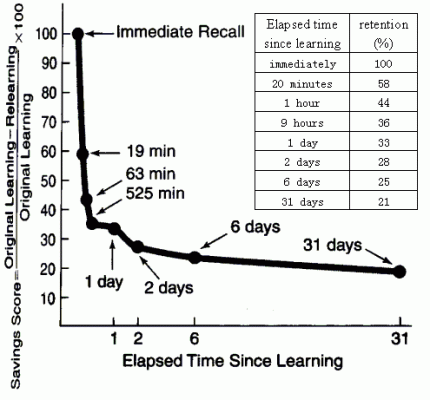 Savings Score=
Original Learning – Relearning
Original Learning
×100
100
90
80
70
60
50
40
30
20
10
Immediate Recall
19 min
63 min
525 min
1 day
2 days
6 days
31 days
1 2 6 31
Elapsed Time Since Learning
Elapsed time since learning retention (%)
immediately 100
20 minutes 58
1 hour 44
9 hours 36
1 day 33
2 days 28
6 days 25
31 days 21